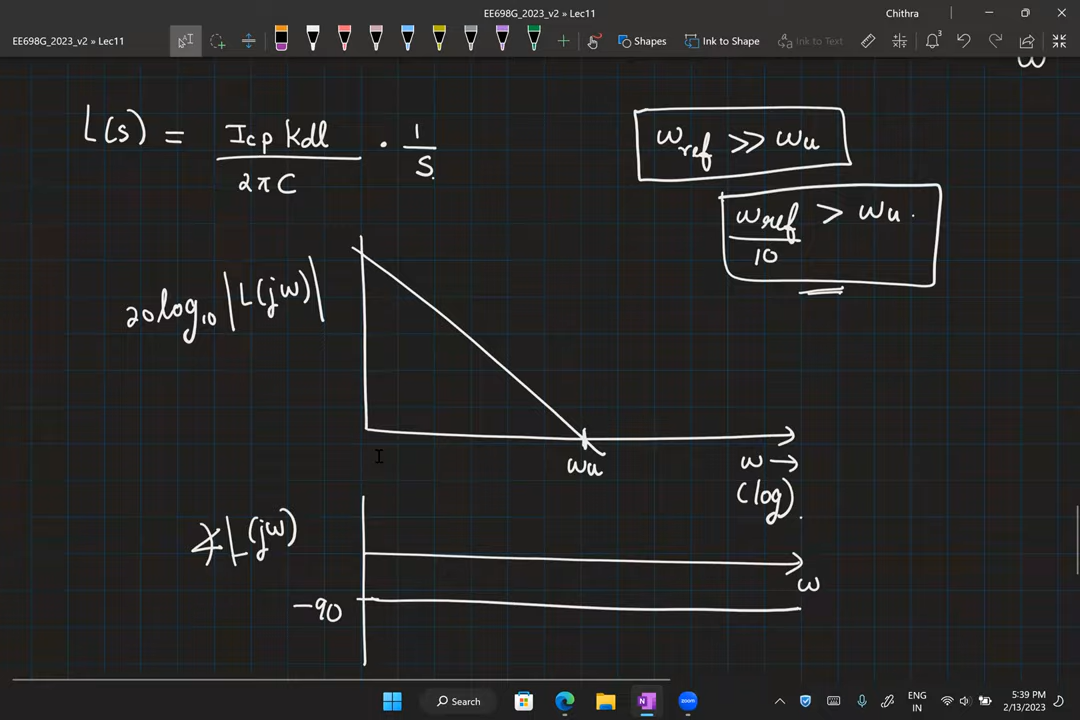 EE698G_2023_v2 » Lec11
Chithra
EE698G_2023_v2 » Lec11
Shapes
Ink to Shape
Ink to Text
ω
L(s) = Icp Kdl / 2πC · 1/S
ωref >> ωu
ωref / 10 > ωu
20log10 |L(jω)|
ωu
ω →
(log)
∡L(jω)
ω
-90
Search
ENG
IN
5:39 PM
2/13/2023